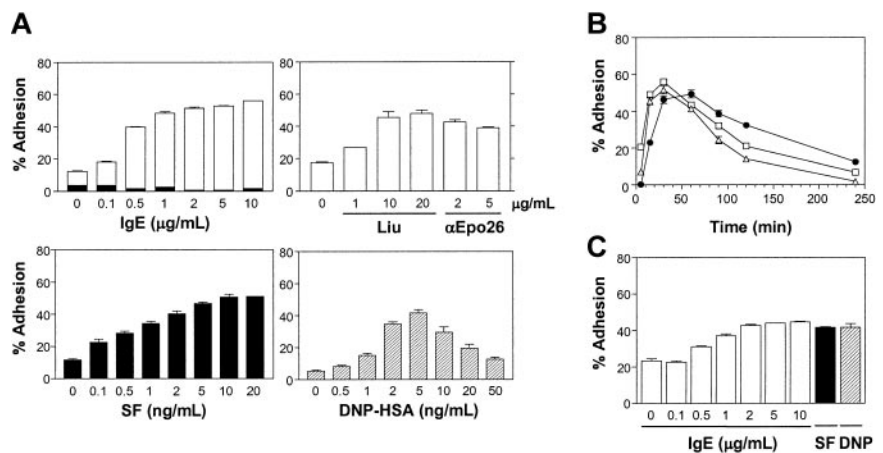 A
% Adhesion
80
60
40
20
0
0 0.1 0.5 1 2 5 10
IgE (μg/mL)
80
60
40
20
0
0 1 10 20 2 5 μg/mL
Liu αEpo26
% Adhesion
80
60
40
20
0
0 0.1 0.5 1 2 5 10 20
SF (ng/mL)
80
60
40
20
0
0 0.5 1 2 5 10 20 50
DNP-HSA (ng/mL)
B
% Adhesion
80
60
40
20
0
0 50 100 150 200 250
Time (min)
C
% Adhesion
80
60
40
20
0
0 0.1 0.5 1 2 5 10
IgE (μg/mL) SF DNP